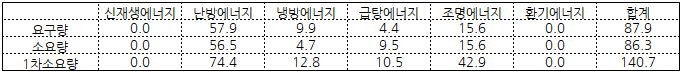 신재생에너지 난방에너지 냉방에너지 급탕에너지 조명에너지 환기에너지 합계
요구량 0.0 57.9 9.9 4.4 15.6 0.0 87.9
소요량 0.0 56.5 4.7 9.5 15.6 0.0 86.3
1차소요량 0.0 74.4 12.8 10.5 42.9 0.0 140.7